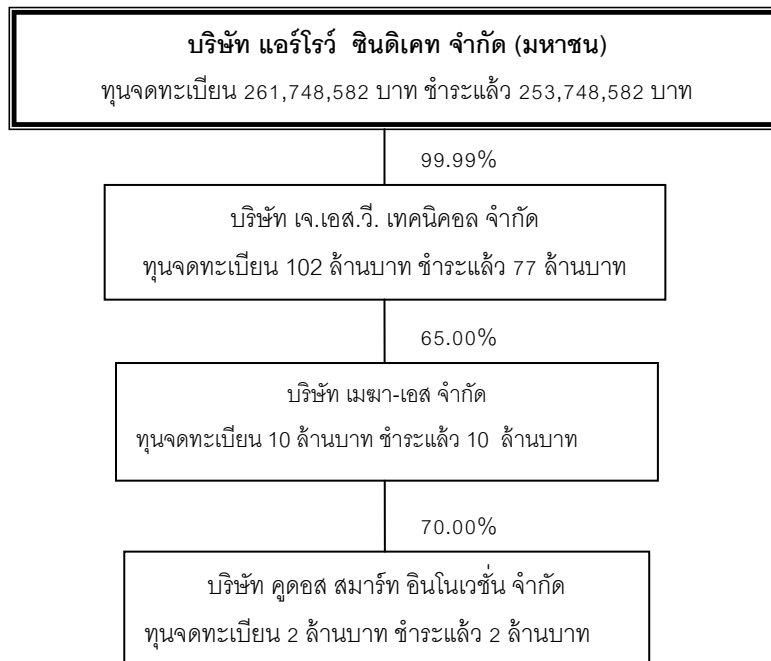 บริษัท แอร์โรว์ ซินดิเคท จำกัด (มหาชน)
ทุนจดทะเบียน 261,748,582 บาท ชำระแล้ว 253,748,582 บาท
99.99%
บริษัท เจ.เอส.วี. เทคนิคอล จำกัด
ทุนจดทะเบียน 102 ล้านบาท ชำระแล้ว 77 ล้านบาท
65.00%
บริษัท เมฆา-เอส จำกัด
ทุนจดทะเบียน 10 ล้านบาท ชำระแล้ว 10 ล้านบาท
70.00%
บริษัท คูดอส สมาร์ท อินโนเวชั่น จำกัด
ทุนจดทะเบียน 2 ล้านบาท ชำระแล้ว 2 ล้านบาท